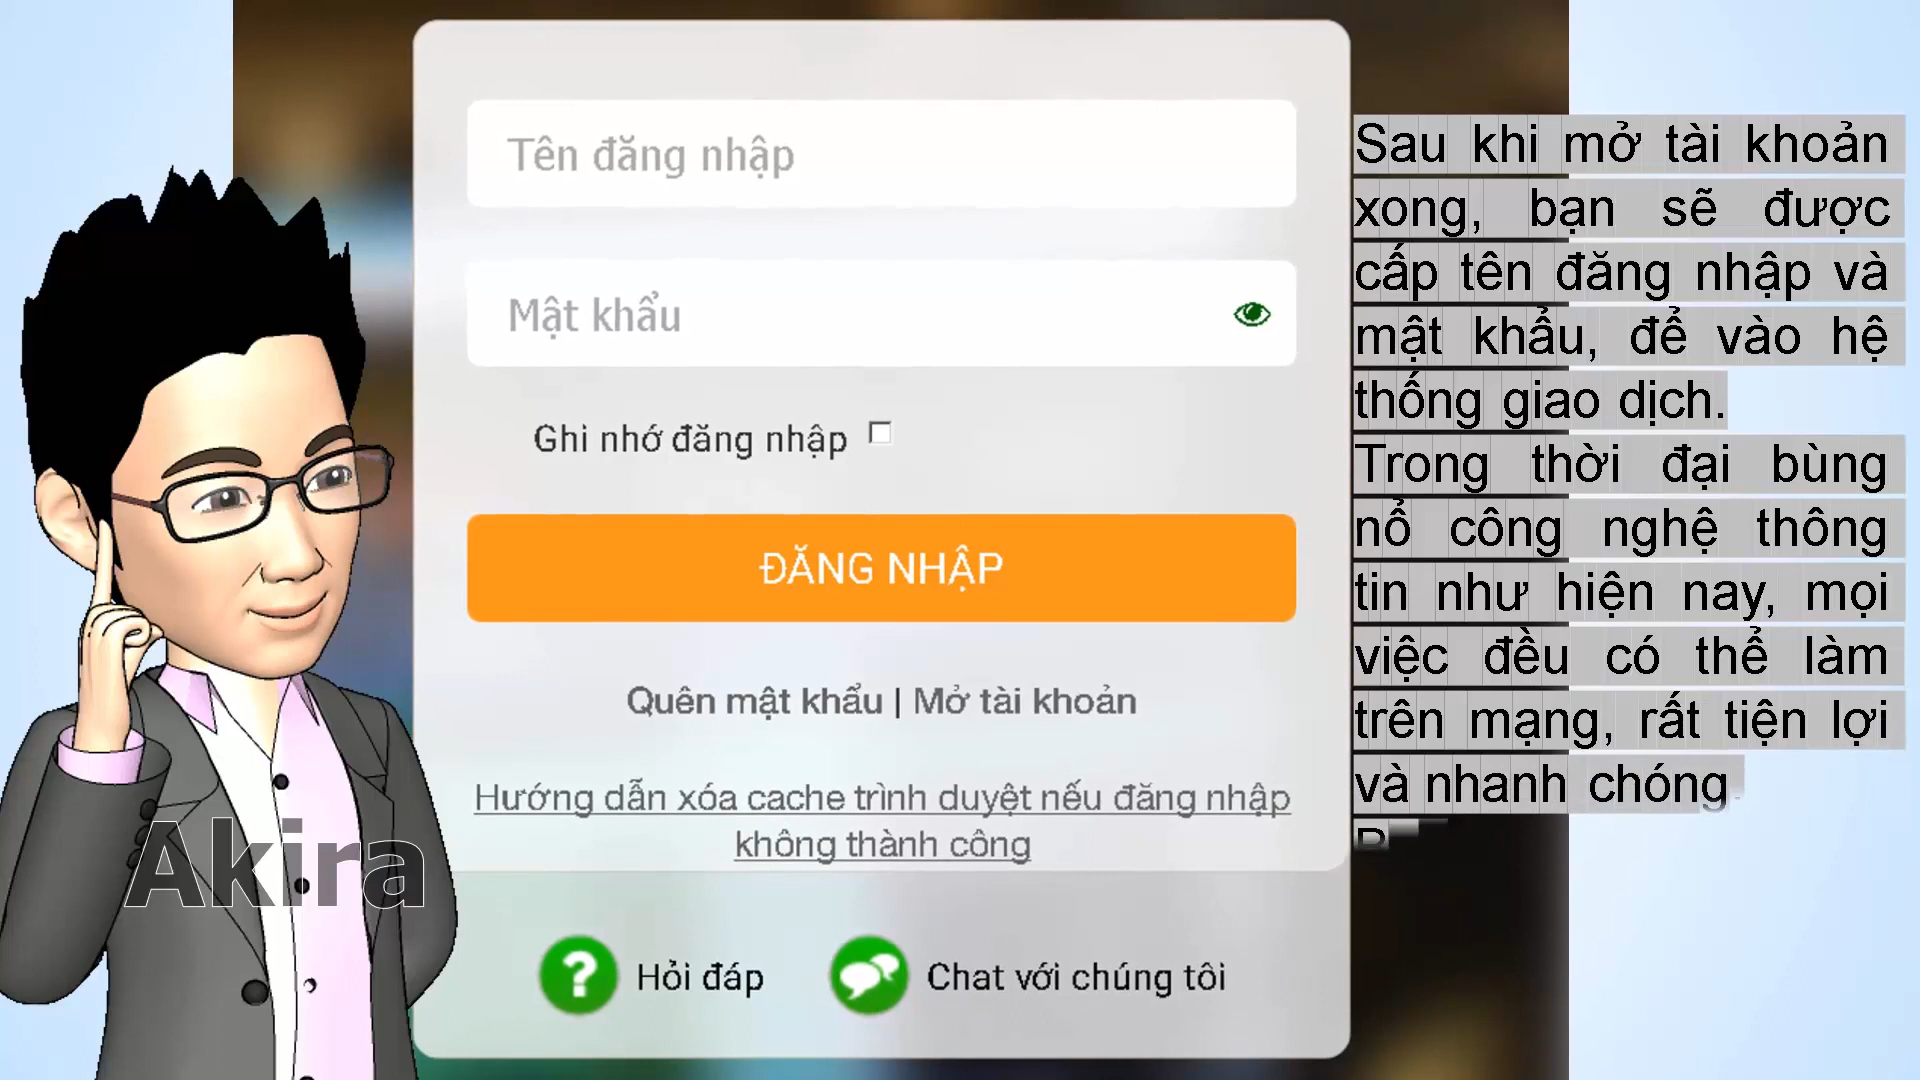 Tên đăng nhập
Mật khẩu
Ghi nhớ đăng nhập
ĐĂNG NHẬP
Quên mật khẩu | Mở tài khoản
Hướng dẫn xóa cache trình duyệt nếu đăng nhập
không thành công
Hỏi đáp
Chat với chúng tôi
Akira
Sau khi mở tài khoản
xong, bạn sẽ được
cấp tên đăng nhập và
mật khẩu, để vào hệ
thống giao dịch.
Trong thời đại bùng
nổ công nghệ thông
tin như hiện nay, mọi
việc đều có thể làm
trên mạng, rất tiện lợi
và nhanh chóng